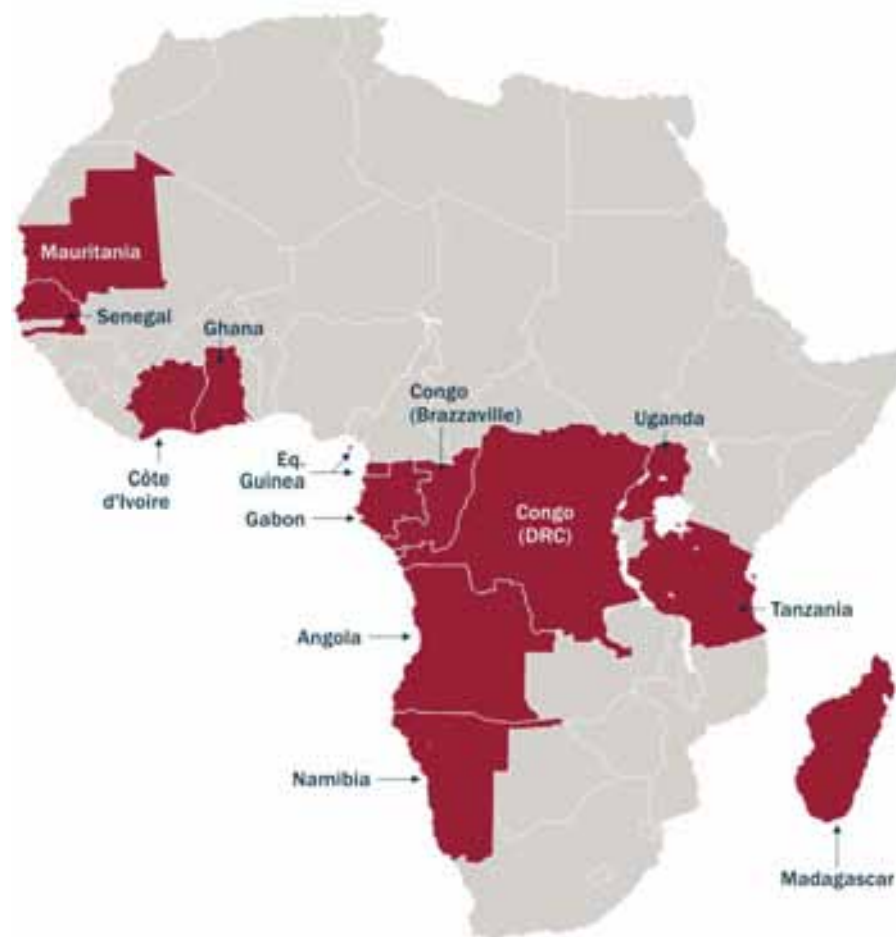 Mauritania
Senegal
Ghana
Congo
(Brazzaville)
Uganda
Côte
d'Ivoire
Eq.
Guinea
Gabon
Congo
(DRC)
Tanzania
Angola
Namibia
Madagascar